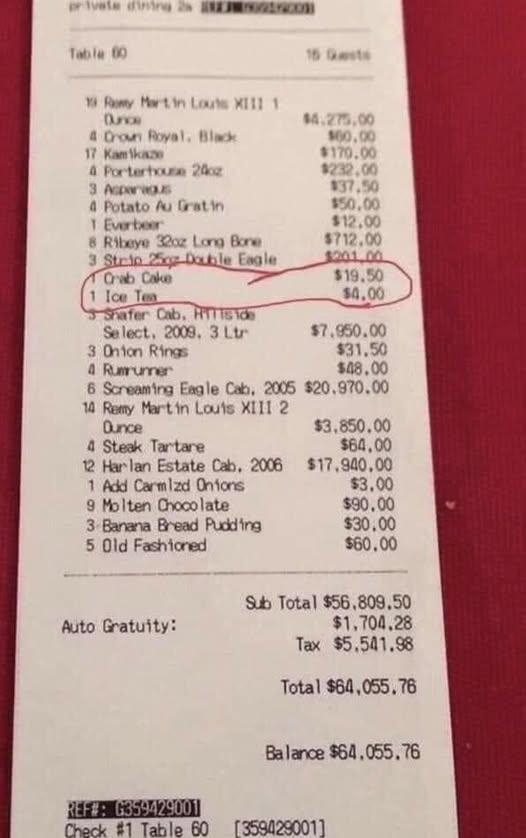 private dining 2a REF#: G359429001
Table 60 16 Guests
19 Remy Martin Louis XIII 1
Ounce $4,275.00
4 Crown Royal, Black $60.00
17 Kamikaze $170.00
4 Porterhouse 24oz $232.00
3 Asparagus $37.50
4 Potato Au Gratin $50.00
1 Everbeer $12.00
8 Ribeye 32oz Long Bone $712.00
3 Strip 25oz Double Eagle $201.00
1 Crab Cake $19.50
1 Ice Tea $4.00
3 Shafer Cab, Hillside
Select, 2009, 3 Ltr $7,950.00
3 Onion Rings $31.50
4 Rumrunner $48.00
6 Screaming Eagle Cab, 2005 $20,970.00
14 Remy Martin Louis XIII 2
Ounce $3,850.00
4 Steak Tartare $64.00
12 Harlan Estate Cab, 2006 $17,940.00
1 Add Carmlzd Onions $3.00
9 Molten Chocolate $90.00
3 Banana Bread Pudding $30.00
5 Old Fashioned $60.00
Sub Total $56,809.50
Auto Gratuity: $1,704.28
Tax $5,541.98
Total $64,055.76
Balance $64,055.76
REF#: G359429001
Check #1 Table 60 [359429001]